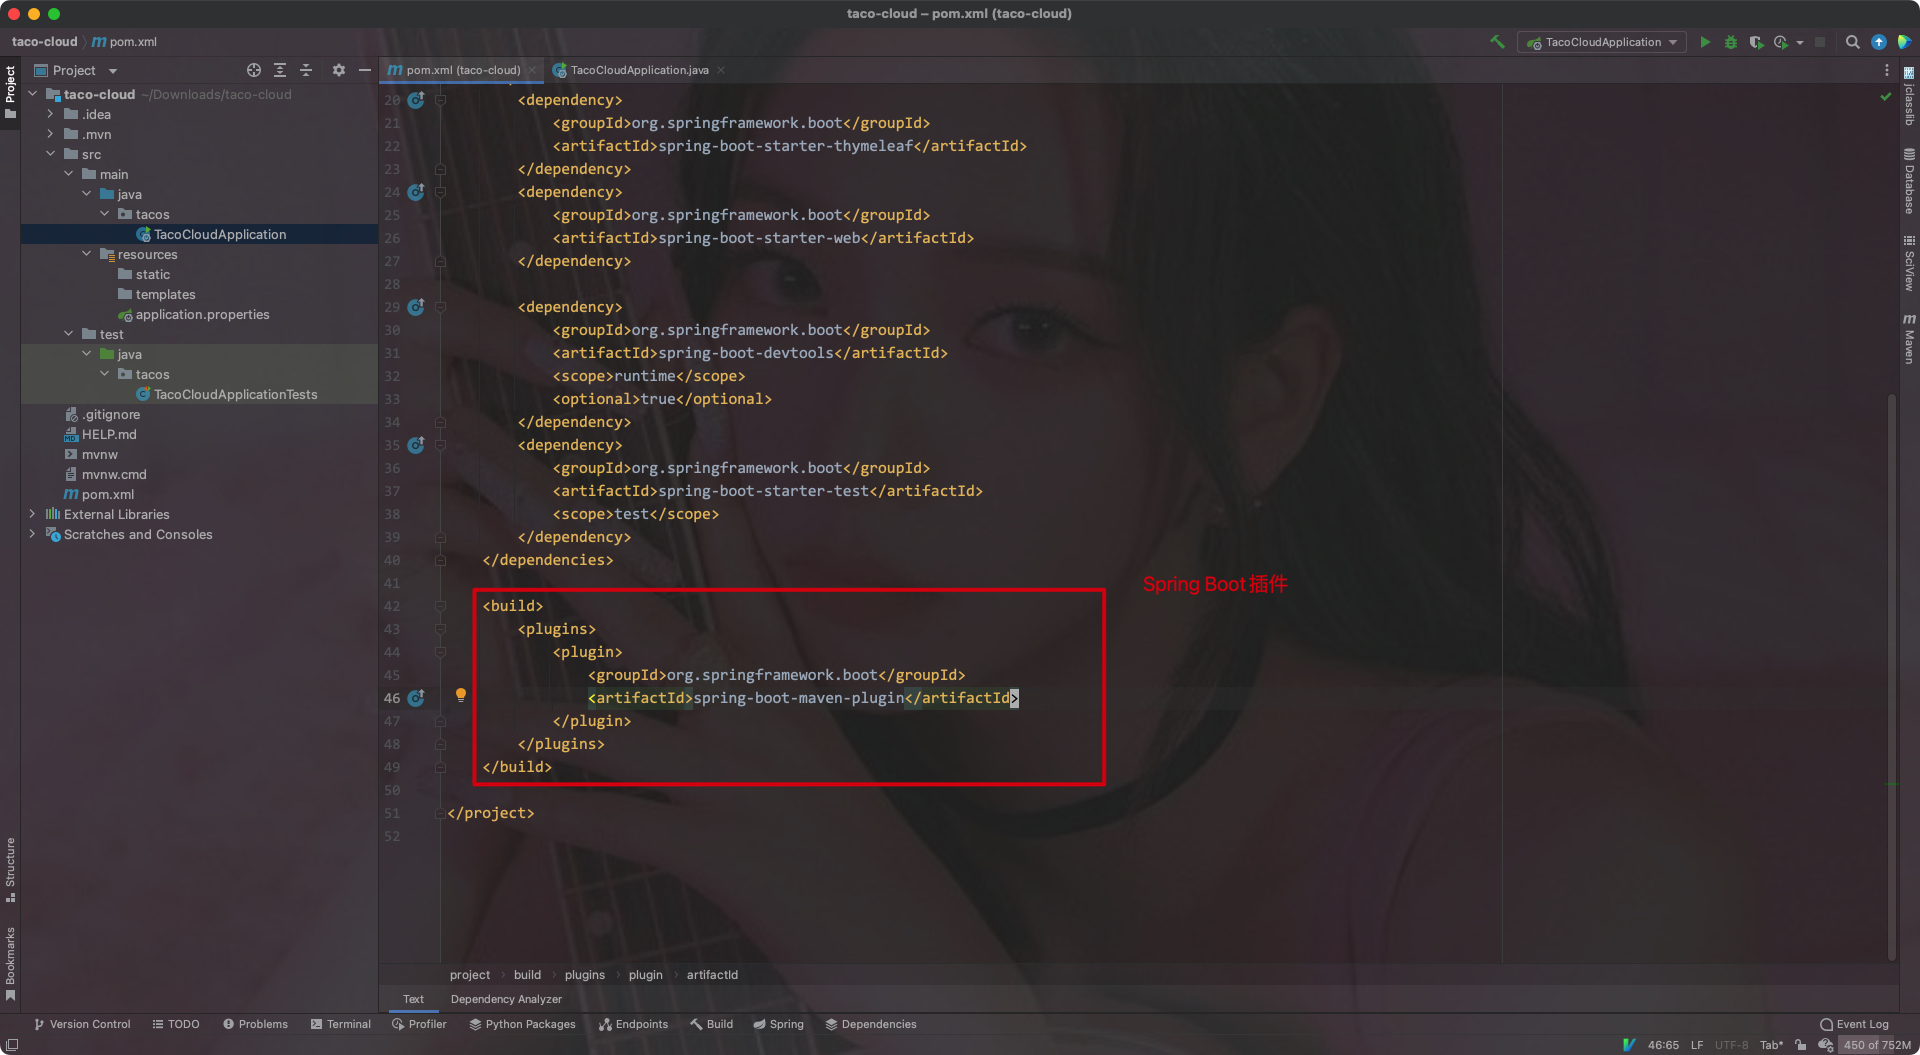 taco-cloud – pom.xml (taco-cloud)
taco-cloud
pom.xml
TacoCloudApplication
Project
Project
pom.xml (taco-cloud)
TacoCloudApplication.java
taco-cloud ~/Downloads/taco-cloud
.idea
.mvn
src
main
java
tacos
TacoCloudApplication
resources
static
templates
application.properties
test
java
tacos
TacoCloudApplicationTests
.gitignore
HELP.md
mvnw
mvnw.cmd
pom.xml
External Libraries
Scratches and Consoles
20 <dependency>
21 <groupId>org.springframework.boot</groupId>
22 <artifactId>spring-boot-starter-thymeleaf</artifactId>
23 </dependency>
24 <dependency>
25 <groupId>org.springframework.boot</groupId>
26 <artifactId>spring-boot-starter-web</artifactId>
27 </dependency>
28
29 <dependency>
30 <groupId>org.springframework.boot</groupId>
31 <artifactId>spring-boot-devtools</artifactId>
32 <scope>runtime</scope>
33 <optional>true</optional>
34 </dependency>
35 <dependency>
36 <groupId>org.springframework.boot</groupId>
37 <artifactId>spring-boot-starter-test</artifactId>
38 <scope>test</scope>
39 </dependency>
40 </dependencies>
41
Spring Boot 插件
42 <build>
43 <plugins>
44 <plugin>
45 <groupId>org.springframework.boot</groupId>
46 <artifactId>spring-boot-maven-plugin</artifactId>
47 </plugin>
48 </plugins>
49 </build>
50
51 </project>
52
jclasslib
Database
SciView
Maven
Structure
Bookmarks
project › build › plugins › plugin › artifactId
Text Dependency Analyzer
Version Control TODO Problems Terminal Profiler Python Packages Endpoints Build Spring Dependencies Event Log
46:65 LF UTF-8 Tab* 450 of 752M